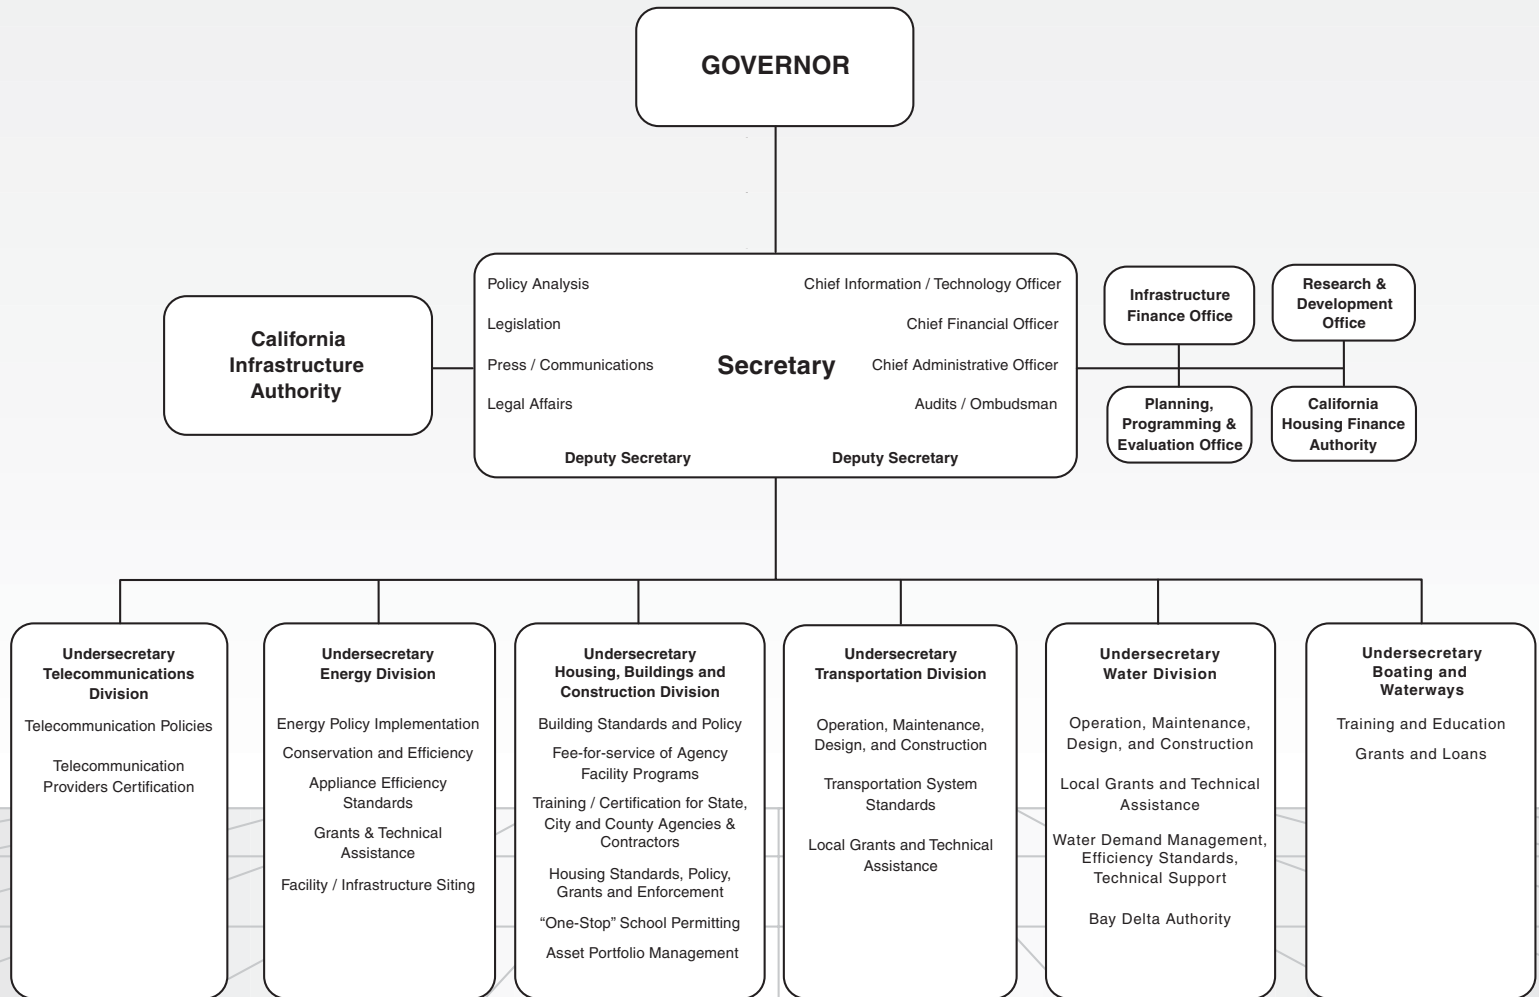 GOVERNOR
California
Infrastructure
Authority
Policy Analysis
Legislation
Press / Communications
Legal Affairs
Secretary
Chief Information / Technology Officer
Chief Financial Officer
Chief Administrative Officer
Audits / Ombudsman
Deputy Secretary
Deputy Secretary
Infrastructure
Finance Office
Research &
Development
Office
Planning,
Programming &
Evaluation Office
California
Housing Finance
Authority
Undersecretary
Telecommunications
Division
Telecommunication Policies
Telecommunication
Providers Certification
Undersecretary
Energy Division
Energy Policy Implementation
Conservation and Efficiency
Appliance Efficiency
Standards
Grants & Technical
Assistance
Facility / Infrastructure Siting
Undersecretary
Housing, Buildings and
Construction Division
Building Standards and Policy
Fee-for-service of Agency
Facility Programs
Training / Certification for State,
City and County Agencies &
Contractors
Housing Standards, Policy,
Grants and Enforcement
“One-Stop” School Permitting
Asset Portfolio Management
Undersecretary
Transportation Division
Operation, Maintenance,
Design, and Construction
Transportation System
Standards
Local Grants and Technical
Assistance
Undersecretary
Water Division
Operation, Maintenance,
Design, and Construction
Local Grants and Technical
Assistance
Water Demand Management,
Efficiency Standards,
Technical Support
Bay Delta Authority
Undersecretary
Boating and
Waterways
Training and Education
Grants and Loans